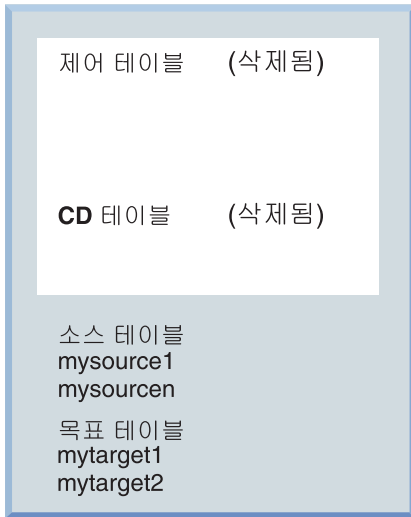 제어 테이블 (삭제됨)
CD 테이블 (삭제됨)
소스 테이블
mysource1
mysourcen
목표 테이블
mytarget1
mytarget2